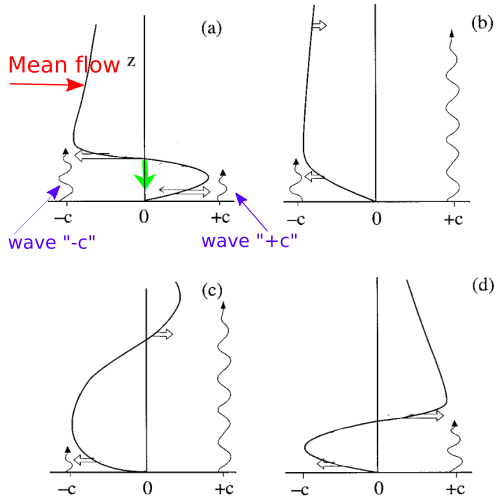 (a)
(b)
Mean flow
z
−c
0
+c
−c
0
+c
wave "-c"
wave "+c"
(c)
(d)
−c
0
+c
−c
0
+c